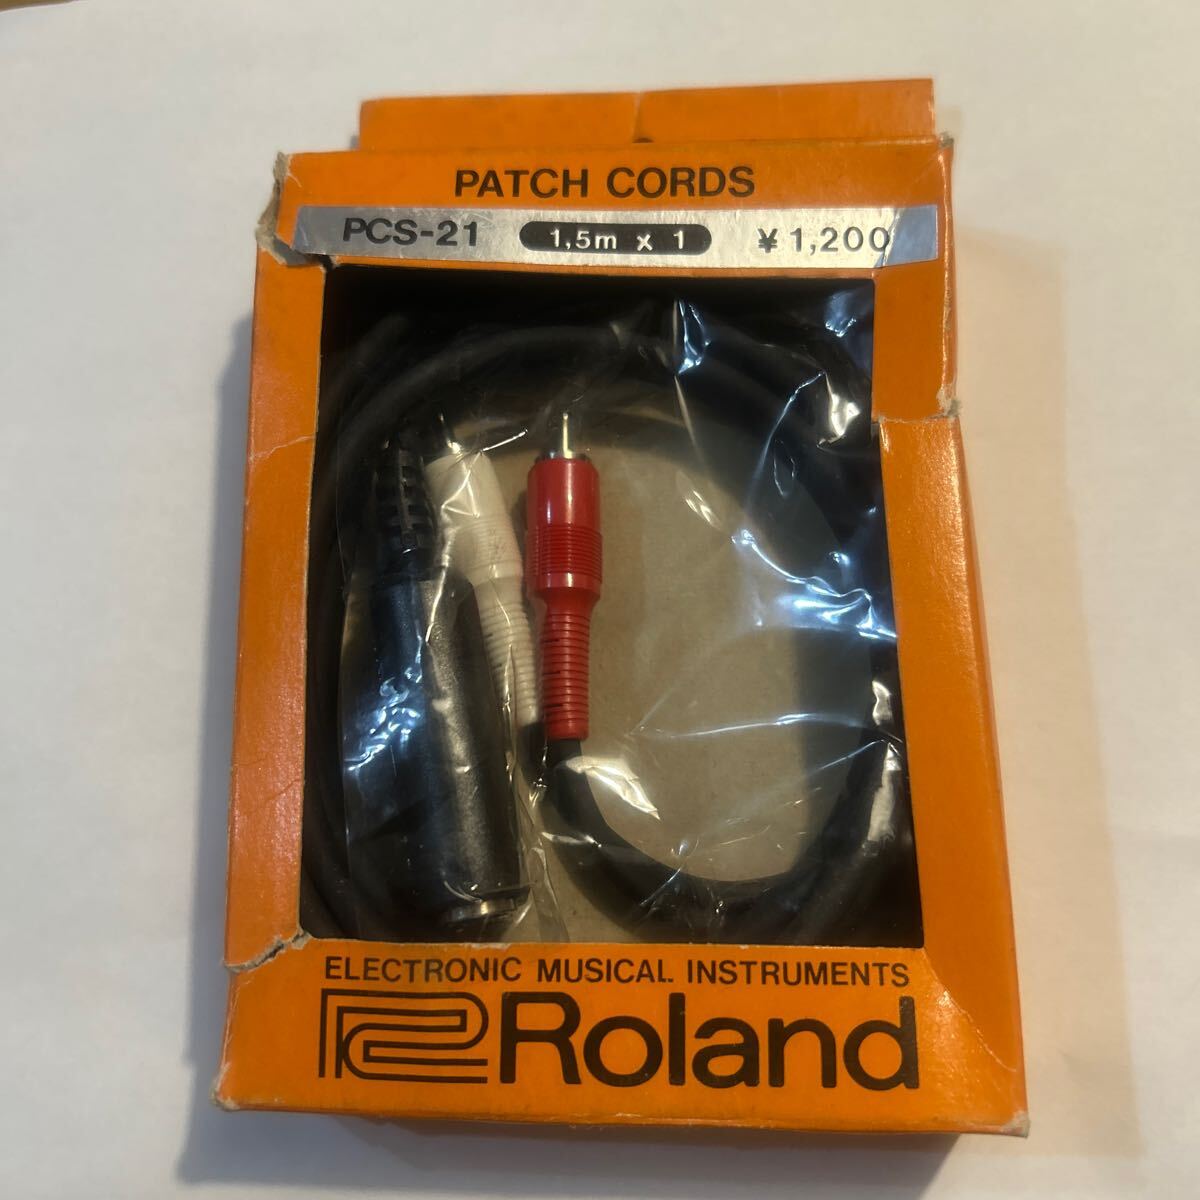 PATCH CORDS
PCS-21 1,5m x 1 ¥1,200
ELECTRONIC MUSICAL INSTRUMENTS
Roland